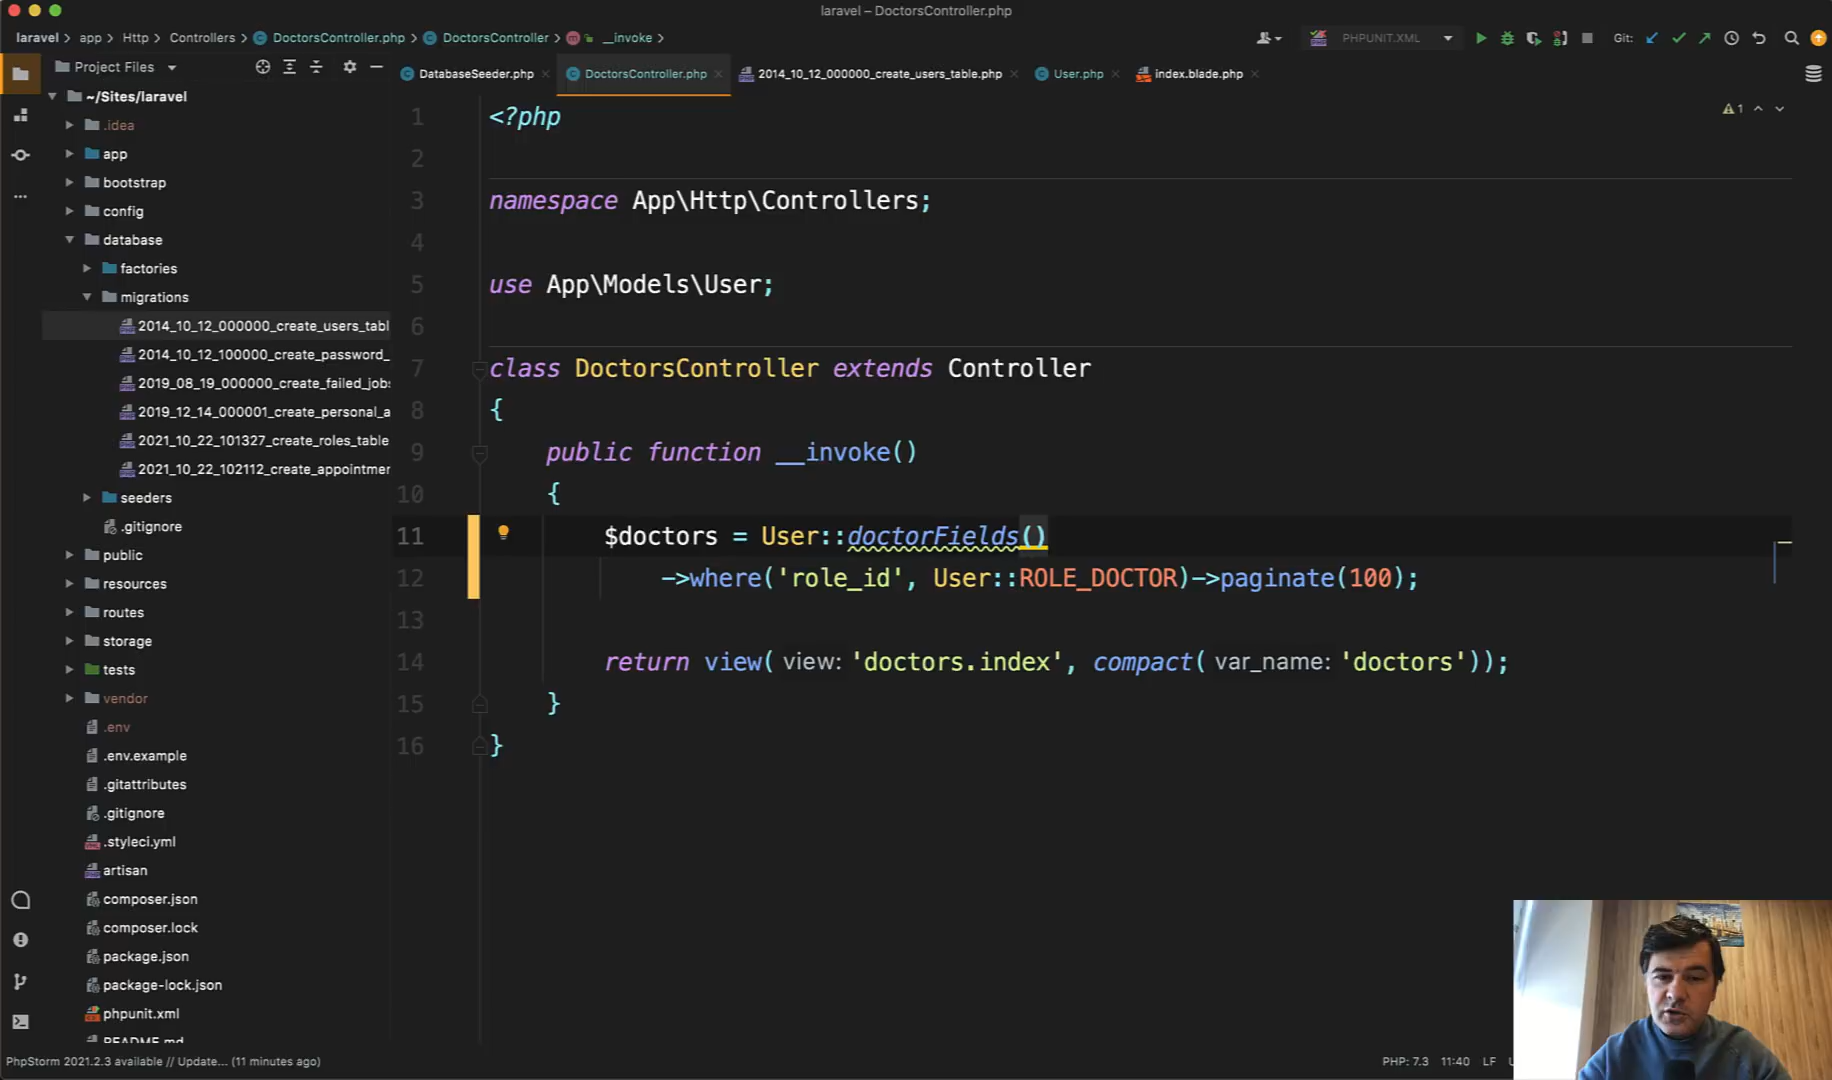 laravel – DoctorsController.php
laravel › app › Http › Controllers › DoctorsController.php › DoctorsController › __invoke ›
PHPUNIT.XML
Git:
Project Files
DatabaseSeeder.php
DoctorsController.php
2014_10_12_000000_create_users_table.php
User.php
index.blade.php
~/Sites/laravel
.idea
app
bootstrap
config
database
factories
migrations
2014_10_12_000000_create_users_tabl
2014_10_12_100000_create_password_
2019_08_19_000000_create_failed_jobs
2019_12_14_000001_create_personal_a
2021_10_22_101327_create_roles_table
2021_10_22_102112_create_appointmer
seeders
.gitignore
public
resources
routes
storage
tests
vendor
.env
.env.example
.gitattributes
.gitignore
.styleci.yml
artisan
composer.json
composer.lock
package.json
package-lock.json
phpunit.xml
README.md
1 <?php
2
3 namespace App\Http\Controllers;
4
5 use App\Models\User;
6
7 class DoctorsController extends Controller
8 {
9 public function __invoke()
10 {
11 $doctors = User::doctorFields()
12 ->where('role_id', User::ROLE_DOCTOR)->paginate(100);
13
14 return view( view: 'doctors.index', compact( var_name: 'doctors'));
15 }
16 }
1
PhpStorm 2021.2.3 available // Update... (11 minutes ago)
PHP: 7.3 11:40 LF